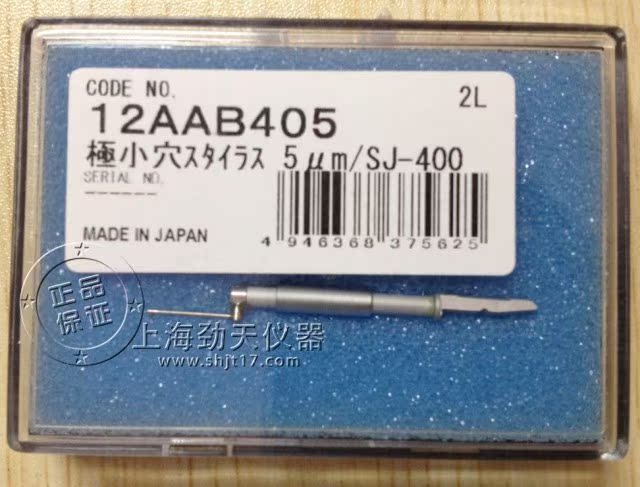 CODE NO.
2L
12AAB405
極小穴スタイラス 5μm/SJ-400
SERIAL NO.
------
MADE IN JAPAN
4 946368 375625
正品
保证
上海劲天仪器
www.shjt17.com